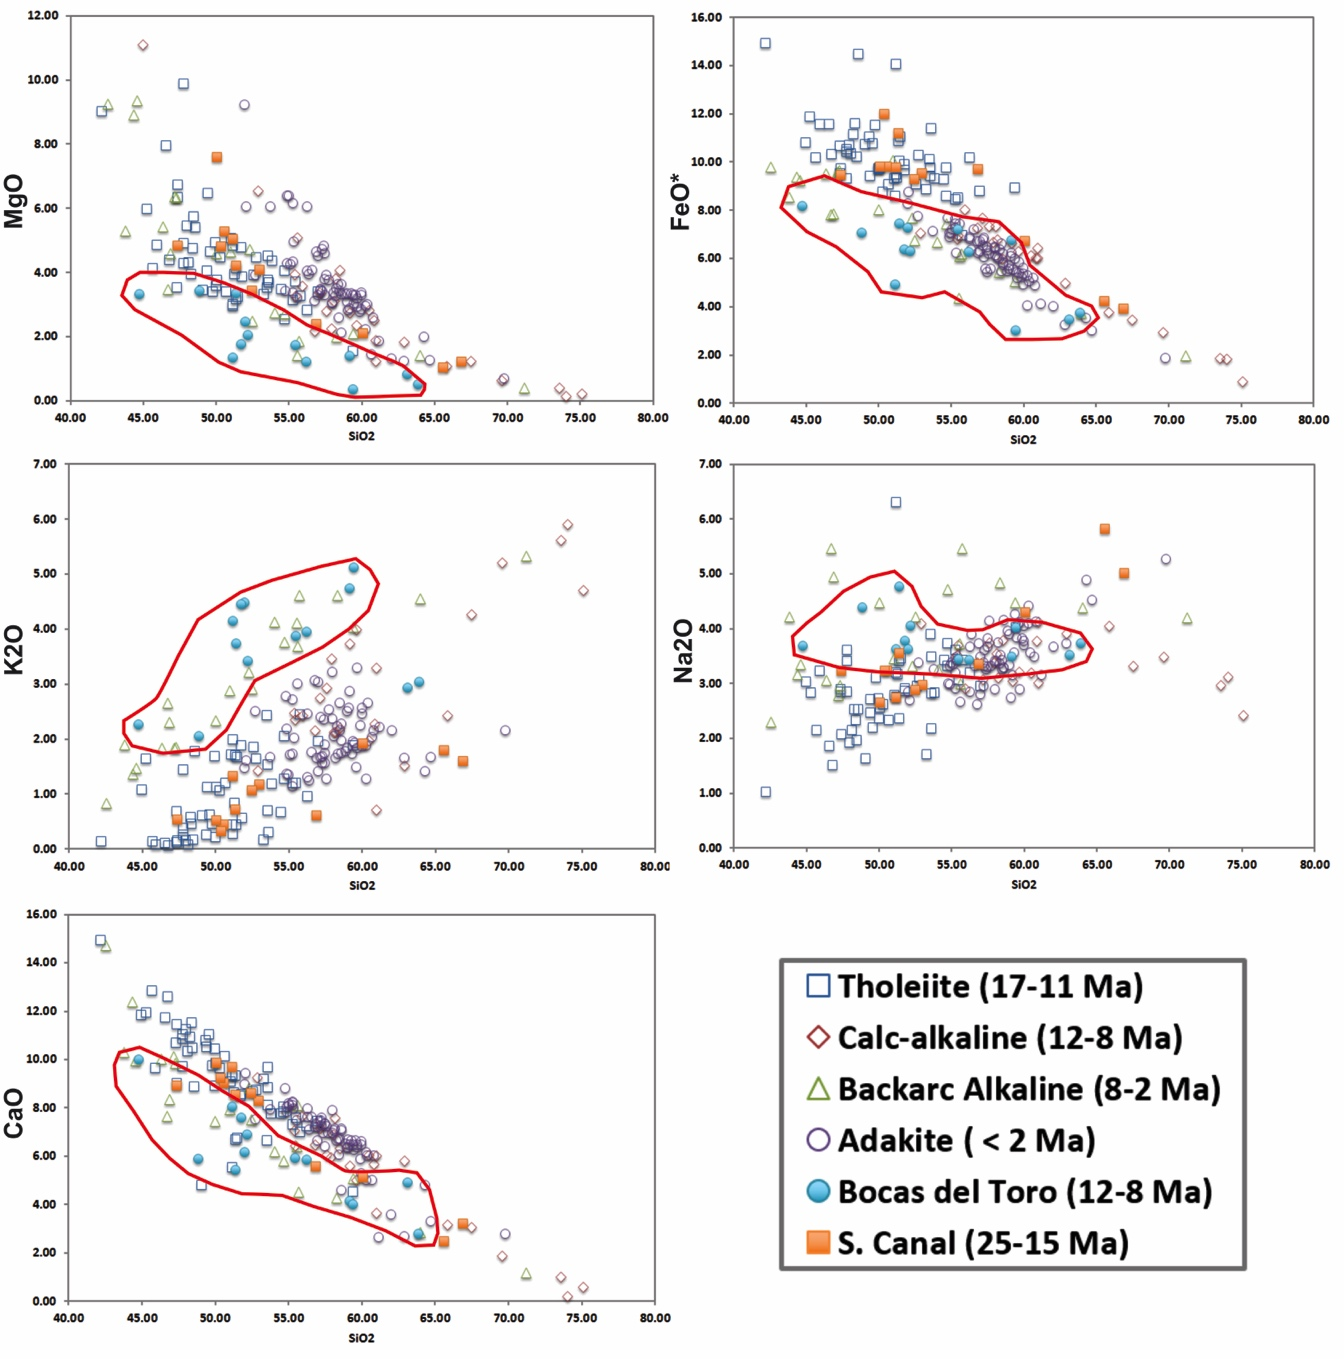 12.00
10.00
8.00
6.00
4.00
2.00
0.00
MgO
40.00 45.00 50.00 55.00 60.00 65.00 70.00 75.00 80.00
SiO2
16.00
14.00
12.00
10.00
8.00
6.00
4.00
2.00
0.00
FeO*
40.00 45.00 50.00 55.00 60.00 65.00 70.00 75.00 80.00
SiO2
7.00
6.00
5.00
4.00
3.00
2.00
1.00
0.00
K2O
40.00 45.00 50.00 55.00 60.00 65.00 70.00 75.00 80.00
SiO2
7.00
6.00
5.00
4.00
3.00
2.00
1.00
0.00
Na2O
40.00 45.00 50.00 55.00 60.00 65.00 70.00 75.00 80.00
SiO2
16.00
14.00
12.00
10.00
8.00
6.00
4.00
2.00
0.00
CaO
40.00 45.00 50.00 55.00 60.00 65.00 70.00 75.00 80.00
SiO2
Tholeiite (17-11 Ma)
Calc-alkaline (12-8 Ma)
Backarc Alkaline (8-2 Ma)
Adakite ( < 2 Ma)
Bocas del Toro (12-8 Ma)
S. Canal (25-15 Ma)